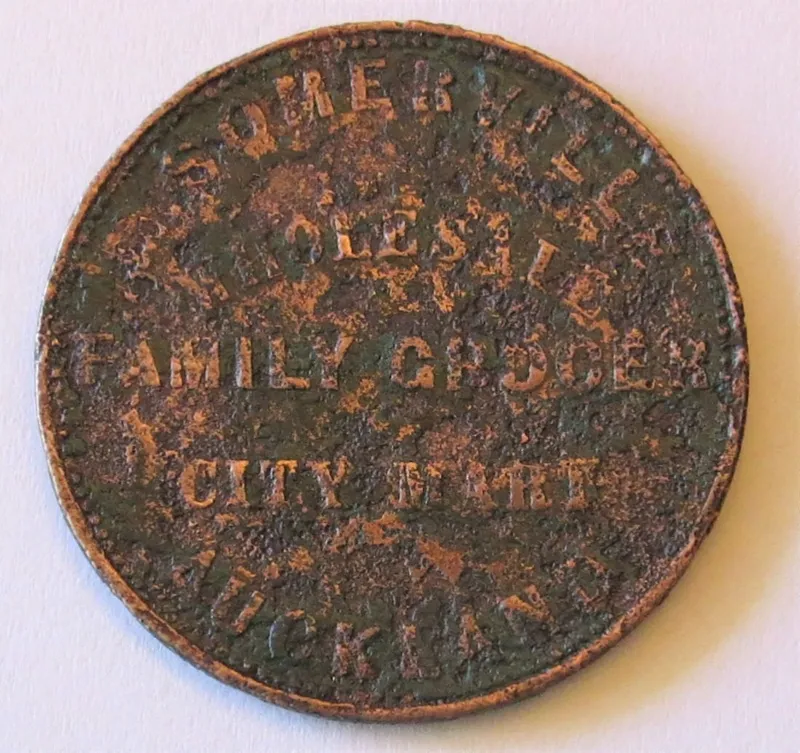 SOMERVILLE
WHOLESALE
FAMILY GROCER
CITY MART
AUCKLAND